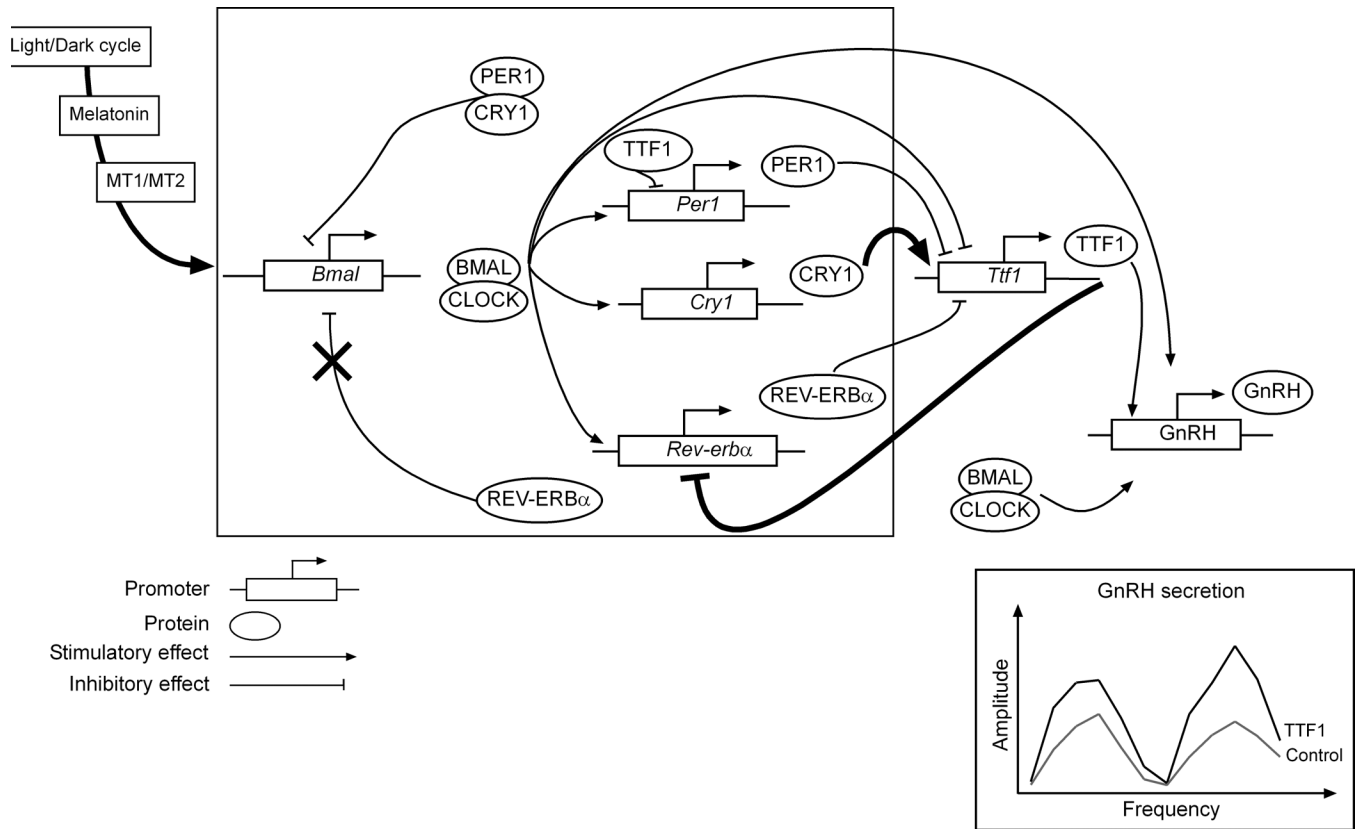 Light/Dark cycle
Melatonin
MT1/MT2
PER1
CRY1
Bmal
BMAL
CLOCK
REV-ERBα
TTF1
Per1
PER1
Cry1
CRY1
Rev-erbα
REV-ERBα
Ttf1
TTF1
GnRH
GnRH
BMAL
CLOCK
Promoter
Protein
Stimulatory effect
Inhibitory effect
GnRH secretion
Amplitude
TTF1
Control
Frequency